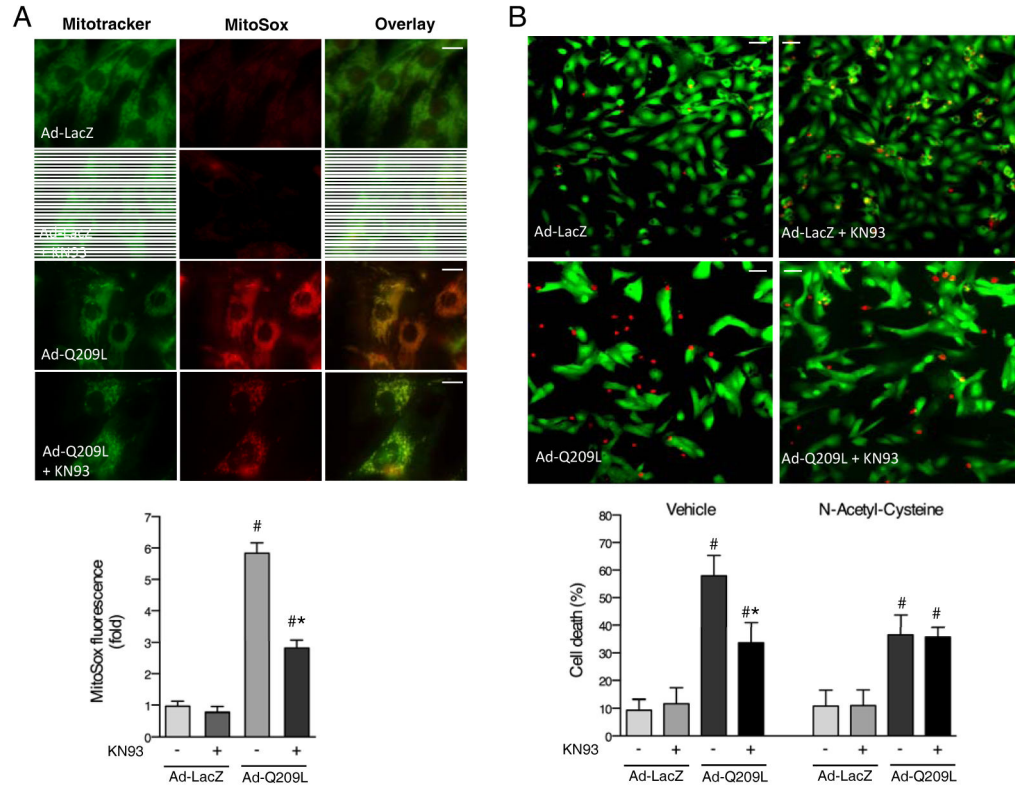 A
Mitotracker MitoSox Overlay
Ad-LacZ
Ad-LacZ
+ KN93
Ad-Q209L
Ad-Q209L
+ KN93
MitoSox fluorescence
(fold)
7
6
5
4
3
2
1
0
#
#*
KN93 - + - +
Ad-LacZ Ad-Q209L
B
Ad-LacZ
Ad-LacZ + KN93
Ad-Q209L
Ad-Q209L + KN93
Vehicle N-Acetyl-Cysteine
Cell death (%)
80
70
60
50
40
30
20
10
0
#
#*
#
#
KN93 - + - + - + - +
Ad-LacZ Ad-Q209L Ad-LacZ Ad-Q209L